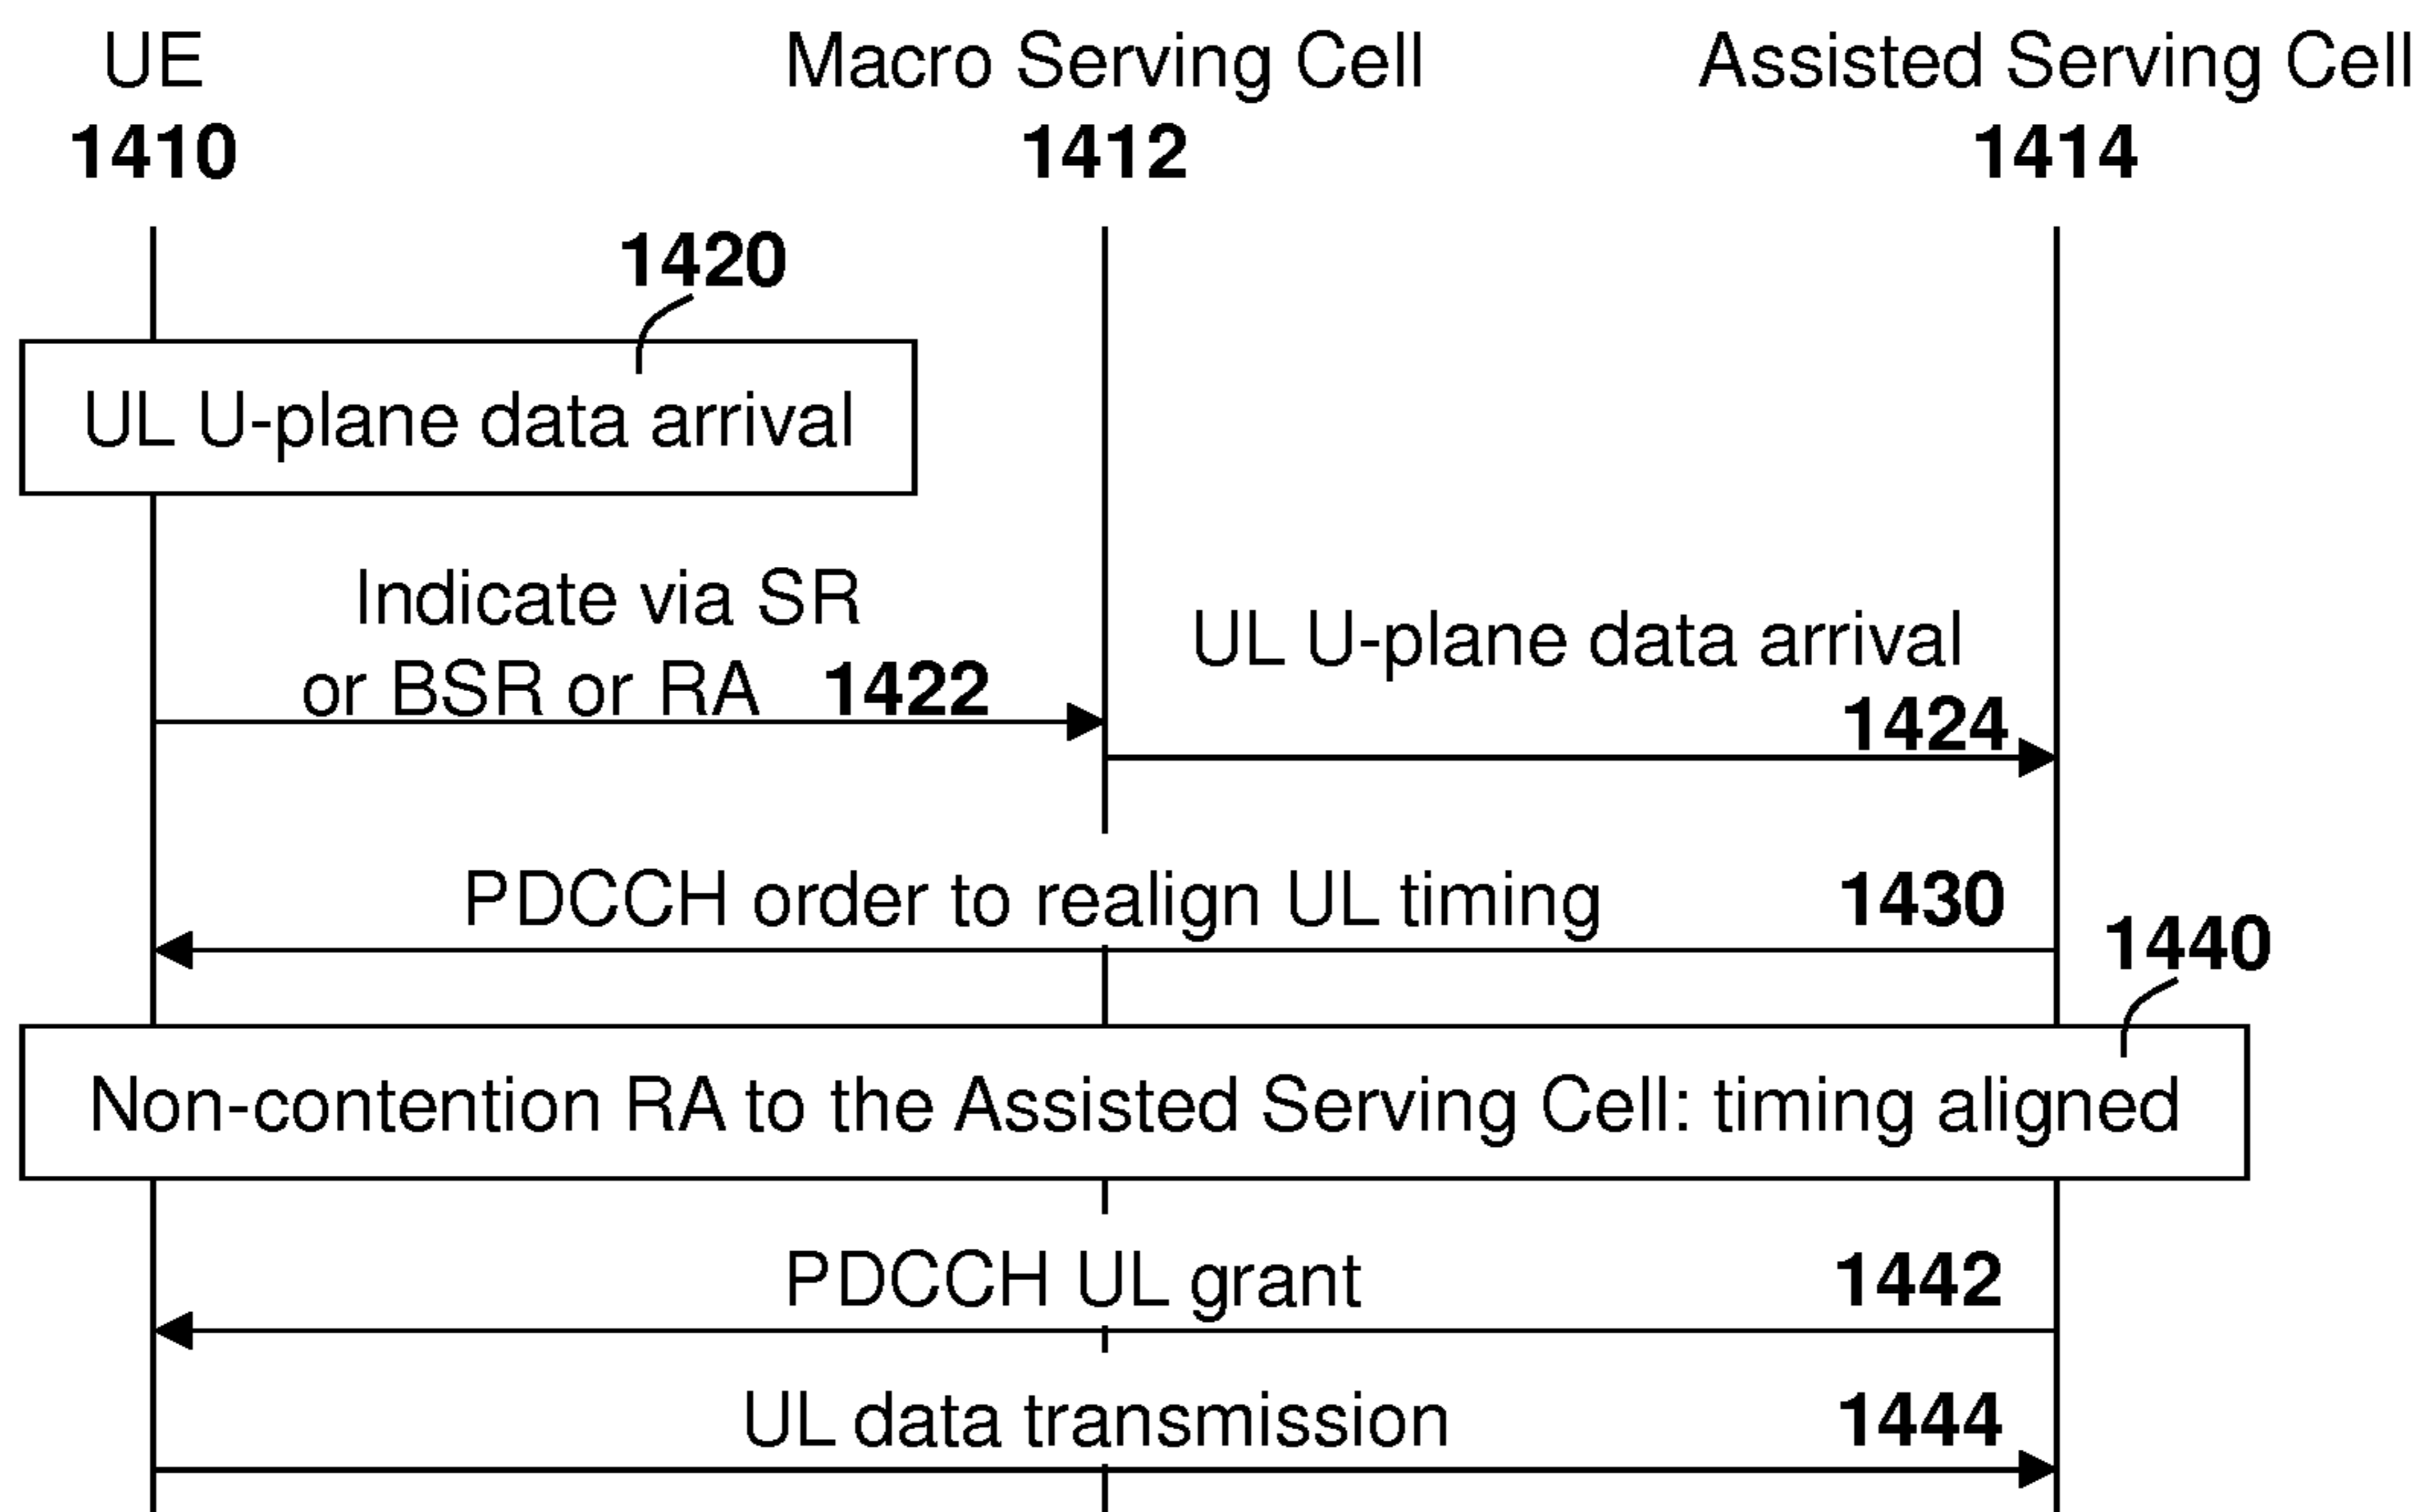 UE
Macro Serving Cell
Assisted Serving Cell
1410
1412
1414
1420
UL U-plane data arrival
Indicate via SR
or BSR or RA 1422
UL U-plane data arrival
1424
PDCCH order to realign UL timing 1430
1440
Non-contention RA to the Assisted Serving Cell: timing aligned
PDCCH UL grant 1442
UL data transmission 1444